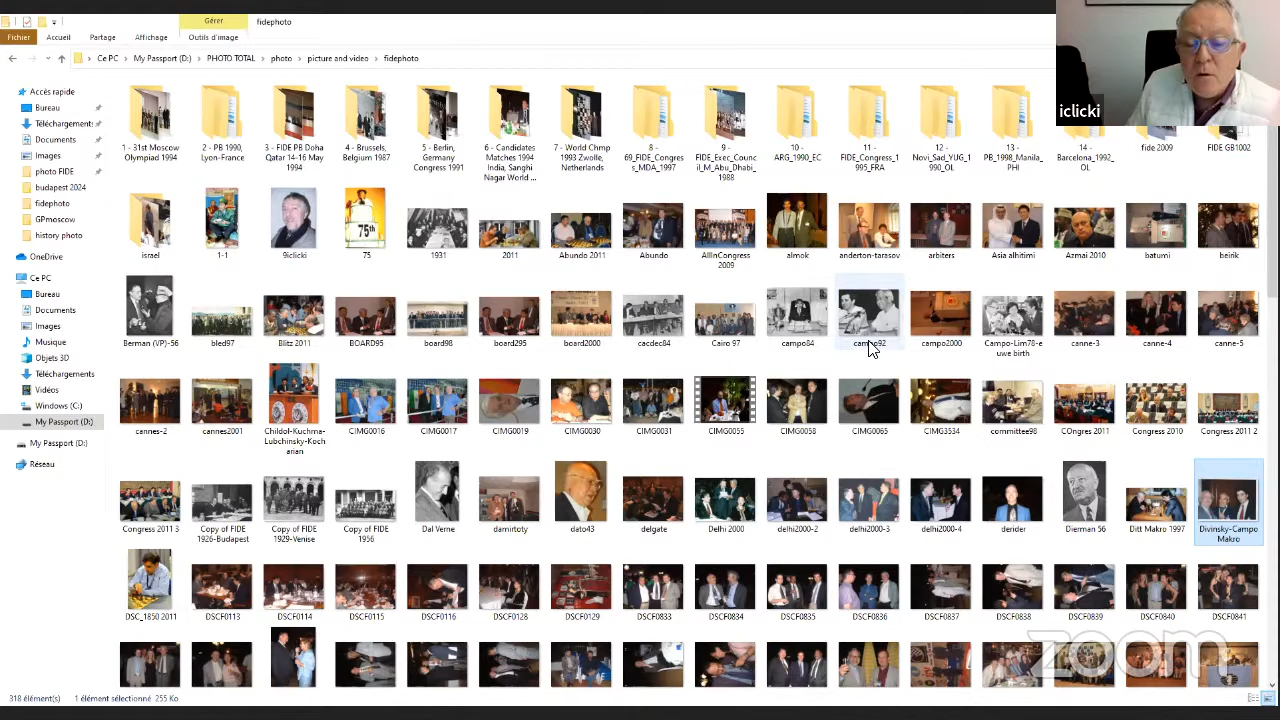 Gérer
fidephoto
Fichier
Accueil
Partage
Affichage
Outils d'image
Ce PC > My Passport (D:) > PHOTO TOTAL > photo > picture and video > fidephoto
iclicki
Accès rapide
Bureau
Téléchargement:
Documents
Images
photo FIDE
budapest 2024
fidephoto
GPmoscow
history photo
OneDrive
Ce PC
Bureau
Documents
Images
Musique
Objets 3D
Téléchargements
Vidéos
Windows (C:)
My Passport (D:)
My Passport (D:)
Réseau
1 - 31st Moscow
Olympiad 1994
2 - PB 1990,
Lyon-France
3 - FIDE PB Doha
Qatar 14-16 May
1994
4 - Brussels,
Belgium 1987
5 - Berlin,
Germany
Congress 1991
6 - Candidates
Matches 1994
India, Sanghi
Nagar World ...
7 - World Chmp
1993 Zwolle,
Netherlands
8 -
69_FIDE_Congres
s_MDA_1997
9 -
FIDE_Exec_Counc
il_M_Abu_Dhabi_
1988
10 -
ARG_1990_EC
11 -
FIDE_Congress_1
995_FRA
12 -
Novi_Sad_YUG_1
990_OL
13 -
PB_1998_Manila_
PHI
14 -
Barcelona_1992_
OL
fide 2009
FIDE GB1002
israel
1-1
9iclicki
75
75th
1931
2011
Abundo 2011
Abundo
AllInCongress
2009
almok
anderton-tarasov
arbiters
Asia alhitimi
Azmai 2010
batumi
beirik
Berman (VP)-56
bled97
Blitz 2011
BOARD95
board98
board295
board2000
cacdec84
Cairo 97
campo84
campo92
campo2000
Campo-Lim78-e
uwe birth
canne-3
canne-4
canne-5
cannes-2
cannes2001
Childol-Kuchma-
Lubchinsky-Koch
arian
CIMG0016
CIMG0017
CIMG0019
CIMG0030
CIMG0031
CIMG0055
CIMG0058
CIMG0065
CIMG3534
committee98
COngres 2011
Congress 2010
Congress 2011 2
Congress 2011 3
Copy of FIDE
1926-Budapest
Copy of FIDE
1929-Venise
Copy of FIDE
1956
Dal Verne
damirtoty
dato43
delgate
Delhi 2000
delhi2000-2
delhi2000-3
delhi2000-4
derider
Dierman 56
Ditt Makro 1997
Divinsky-Campo
Makro
DSC_1850 2011
DSCF0113
DSCF0114
DSCF0115
DSCF0116
DSCF0128
DSCF0129
DSCF0833
DSCF0834
DSCF0835
DSCF0836
DSCF0837
DSCF0838
DSCF0839
DSCF0840
DSCF0841
zoom
318 élément(s)
1 élément sélectionné 255 Ko